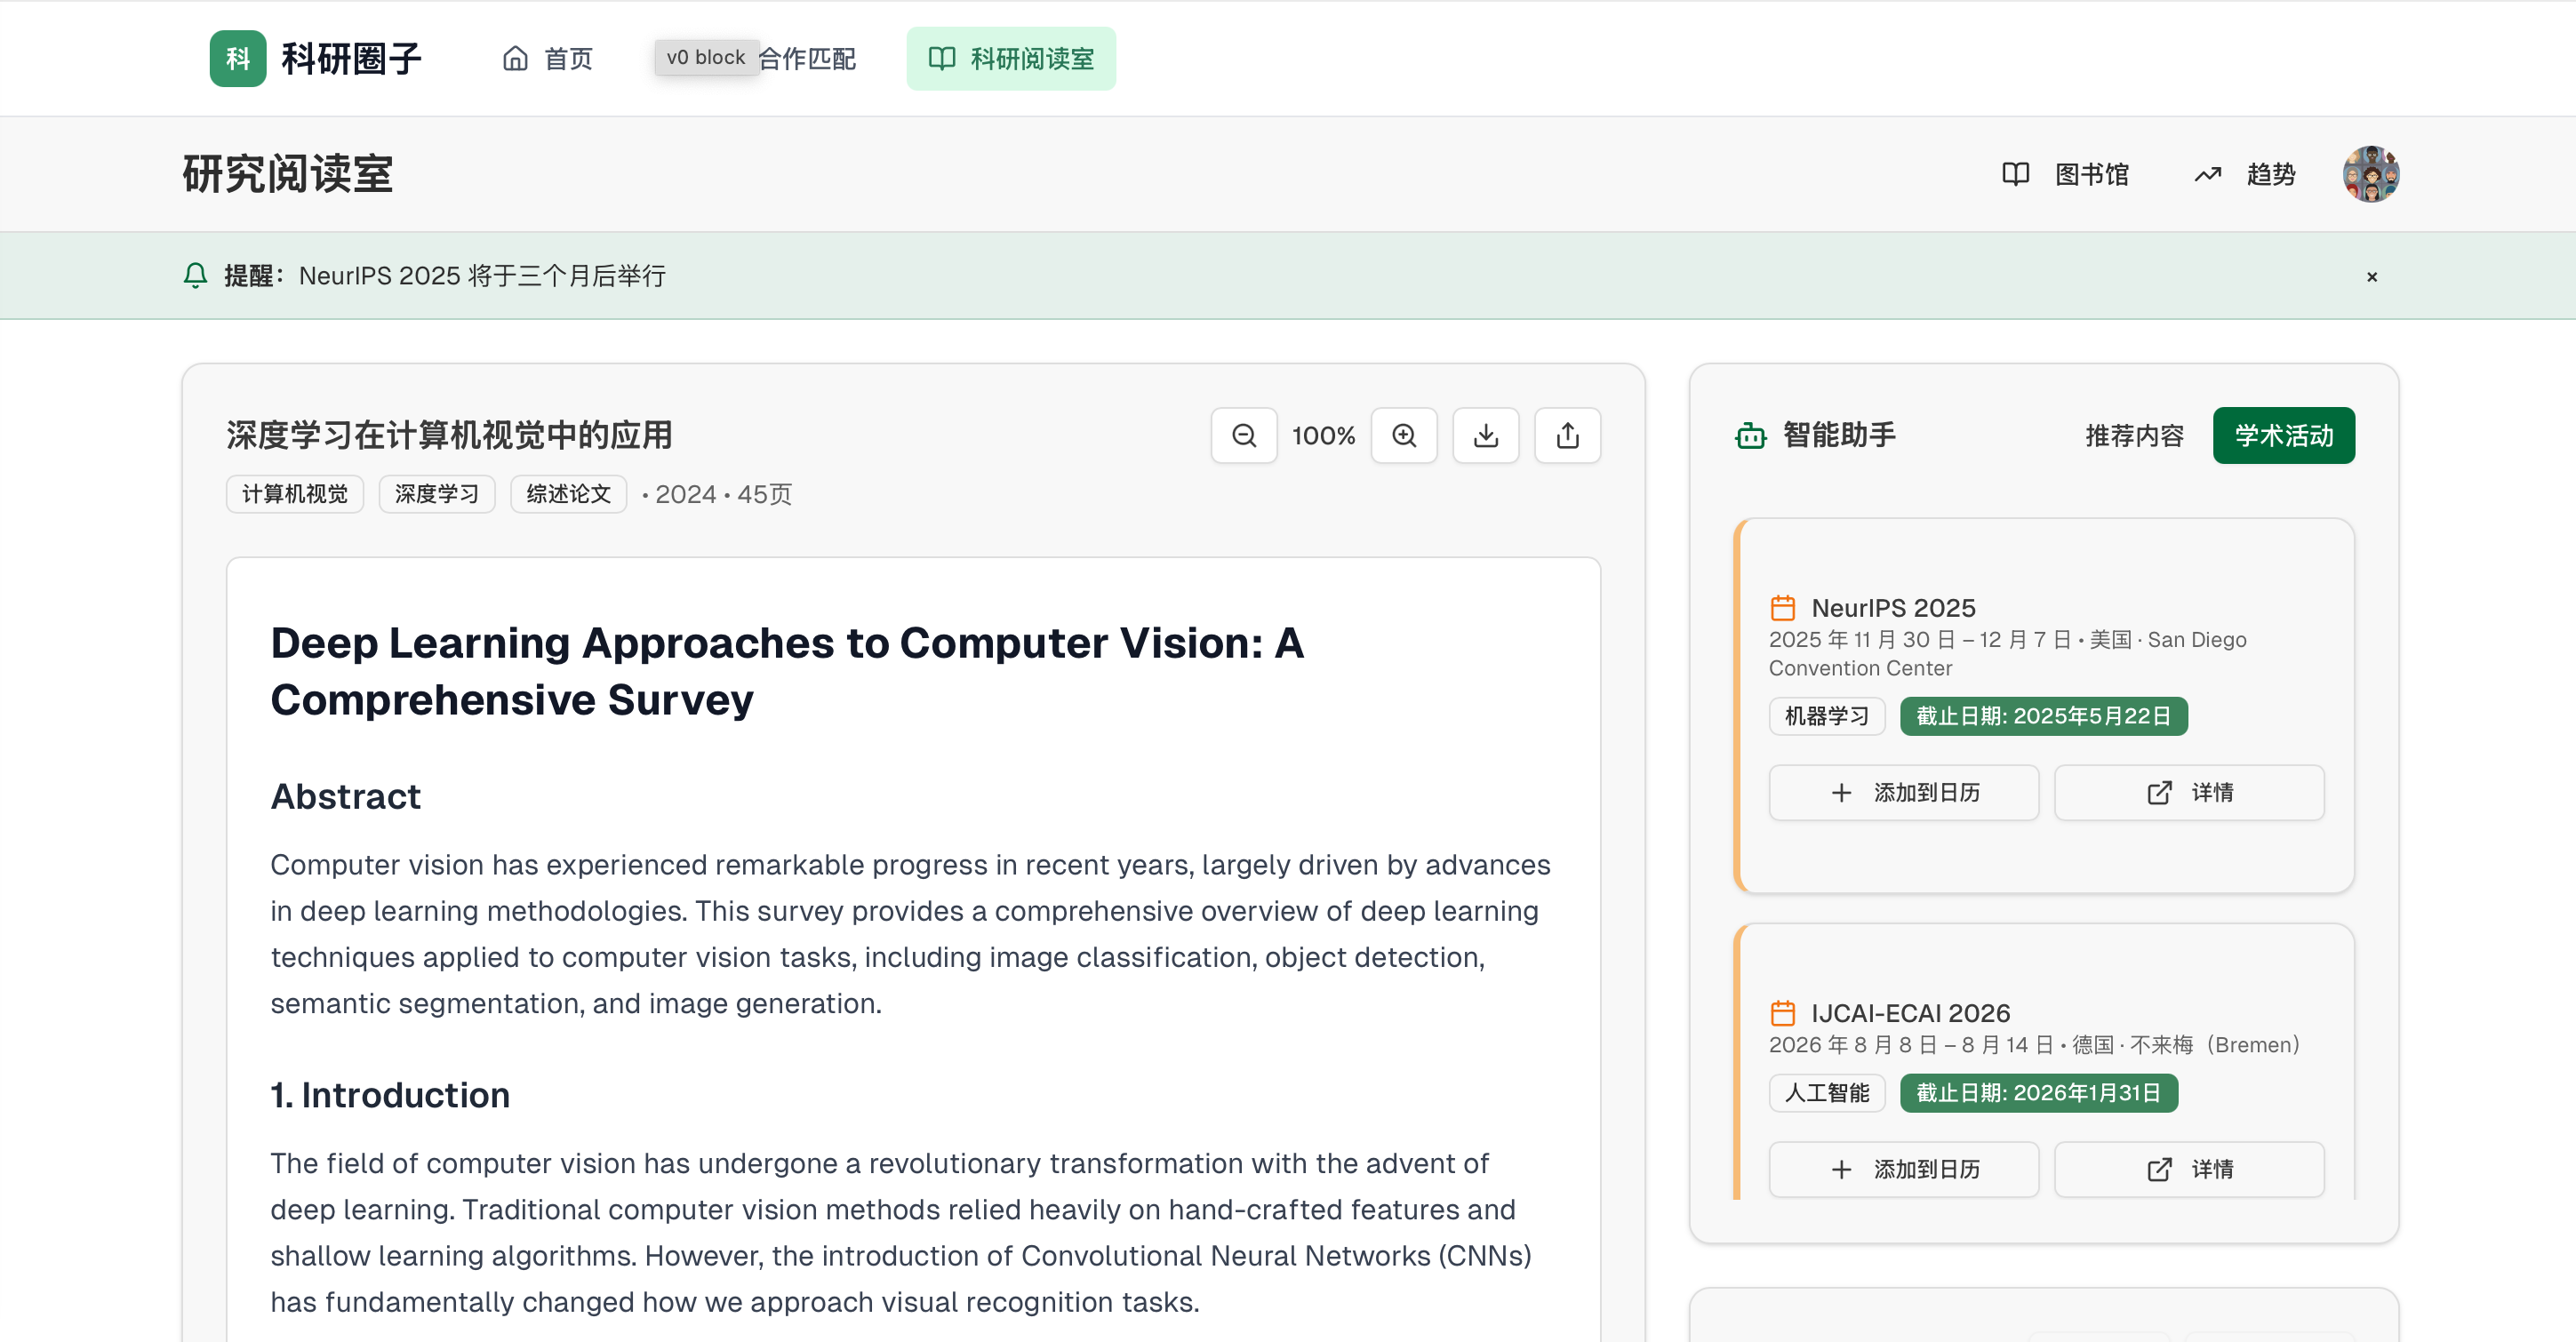 科 科研圈子 首页 v0 block 合作匹配 科研阅读室
研究阅读室 图书馆 趋势
提醒： NeurIPS 2025 将于三个月后举行 ×
深度学习在计算机视觉中的应用 100%
计算机视觉 深度学习 综述论文 • 2024 • 45页
Deep Learning Approaches to Computer Vision: A
Comprehensive Survey
Abstract
Computer vision has experienced remarkable progress in recent years, largely driven by advances
in deep learning methodologies. This survey provides a comprehensive overview of deep learning
techniques applied to computer vision tasks, including image classification, object detection,
semantic segmentation, and image generation.
1. Introduction
The field of computer vision has undergone a revolutionary transformation with the advent of
deep learning. Traditional computer vision methods relied heavily on hand-crafted features and
shallow learning algorithms. However, the introduction of Convolutional Neural Networks (CNNs)
has fundamentally changed how we approach visual recognition tasks.
智能助手 推荐内容 学术活动
NeurIPS 2025
2025 年 11 月 30 日 – 12 月 7 日 • 美国 · San Diego
Convention Center
机器学习 截止日期: 2025年5月22日
添加到日历 详情
IJCAI-ECAI 2026
2026 年 8 月 8 日 – 8 月 14 日 • 德国 · 不来梅（Bremen）
人工智能 截止日期: 2026年1月31日
添加到日历 详情